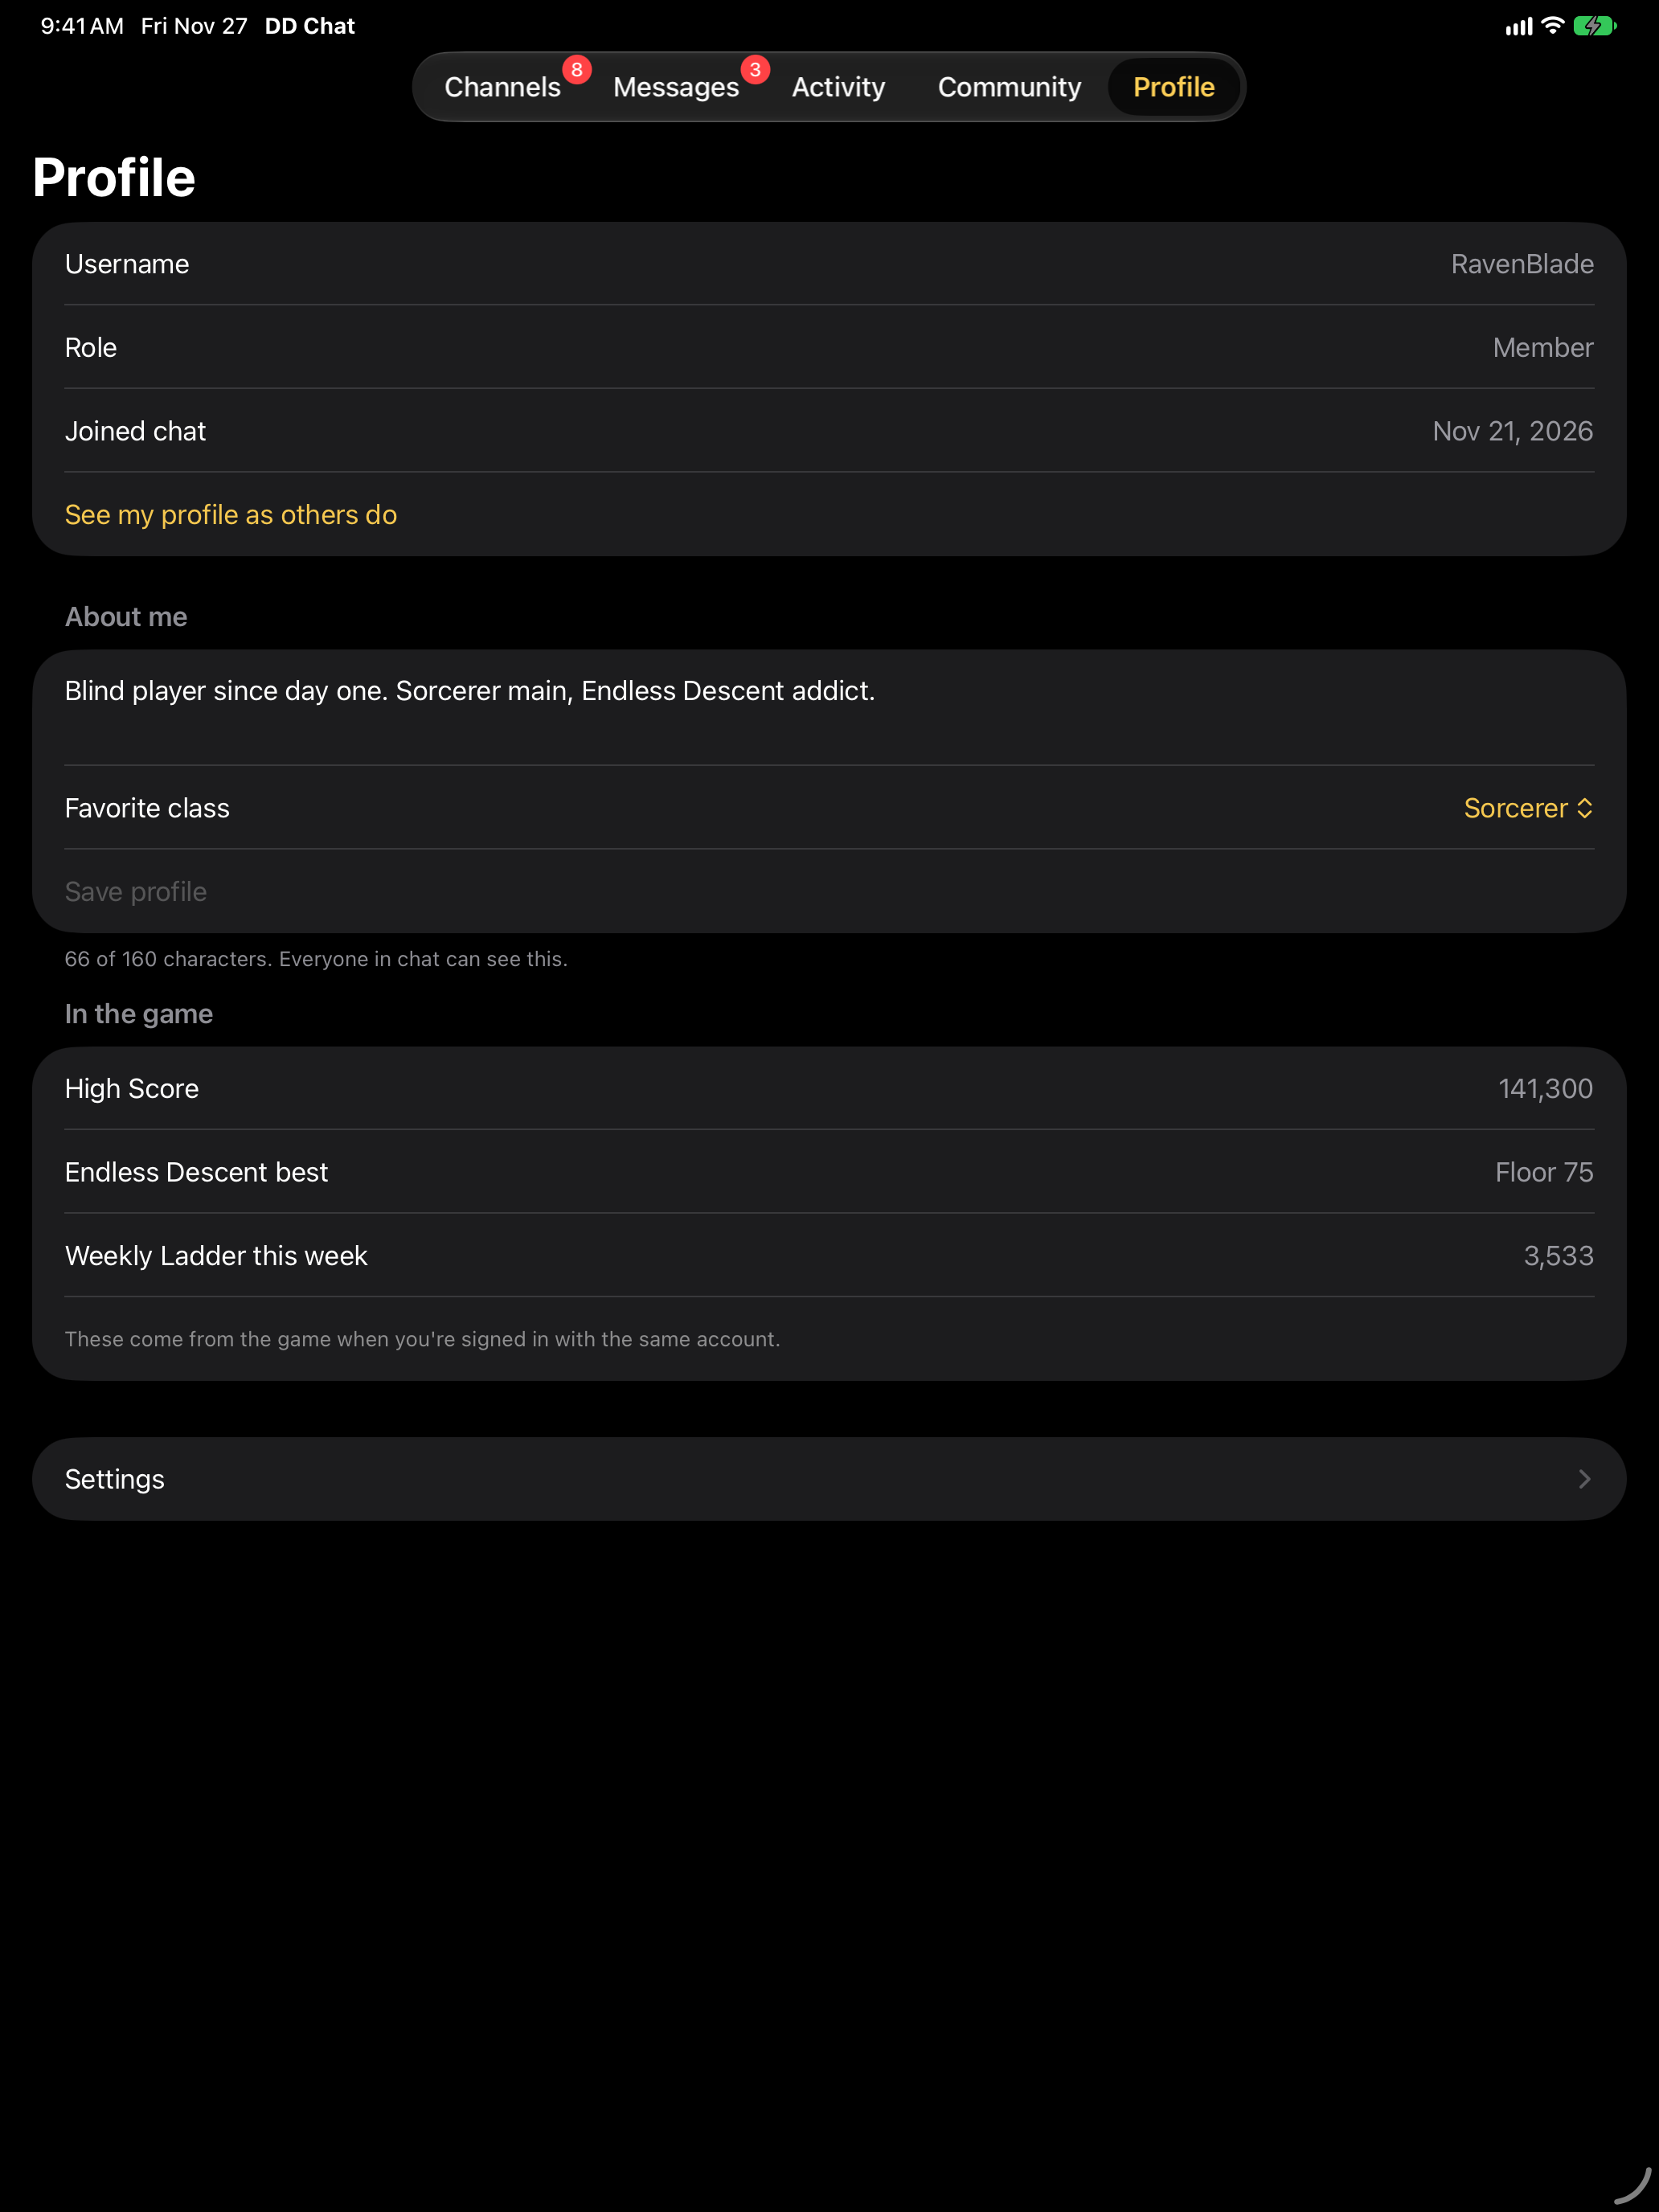 9:41 AM Fri Nov 27 DD Chat
Channels 8 Messages 3 Activity Community Profile
Profile
Username RavenBlade
Role Member
Joined chat Nov 21, 2026
See my profile as others do
About me
Blind player since day one. Sorcerer main, Endless Descent addict.
Favorite class Sorcerer
Save profile
66 of 160 characters. Everyone in chat can see this.
In the game
High Score 141,300
Endless Descent best Floor 75
Weekly Ladder this week 3,533
These come from the game when you're signed in with the same account.
Settings